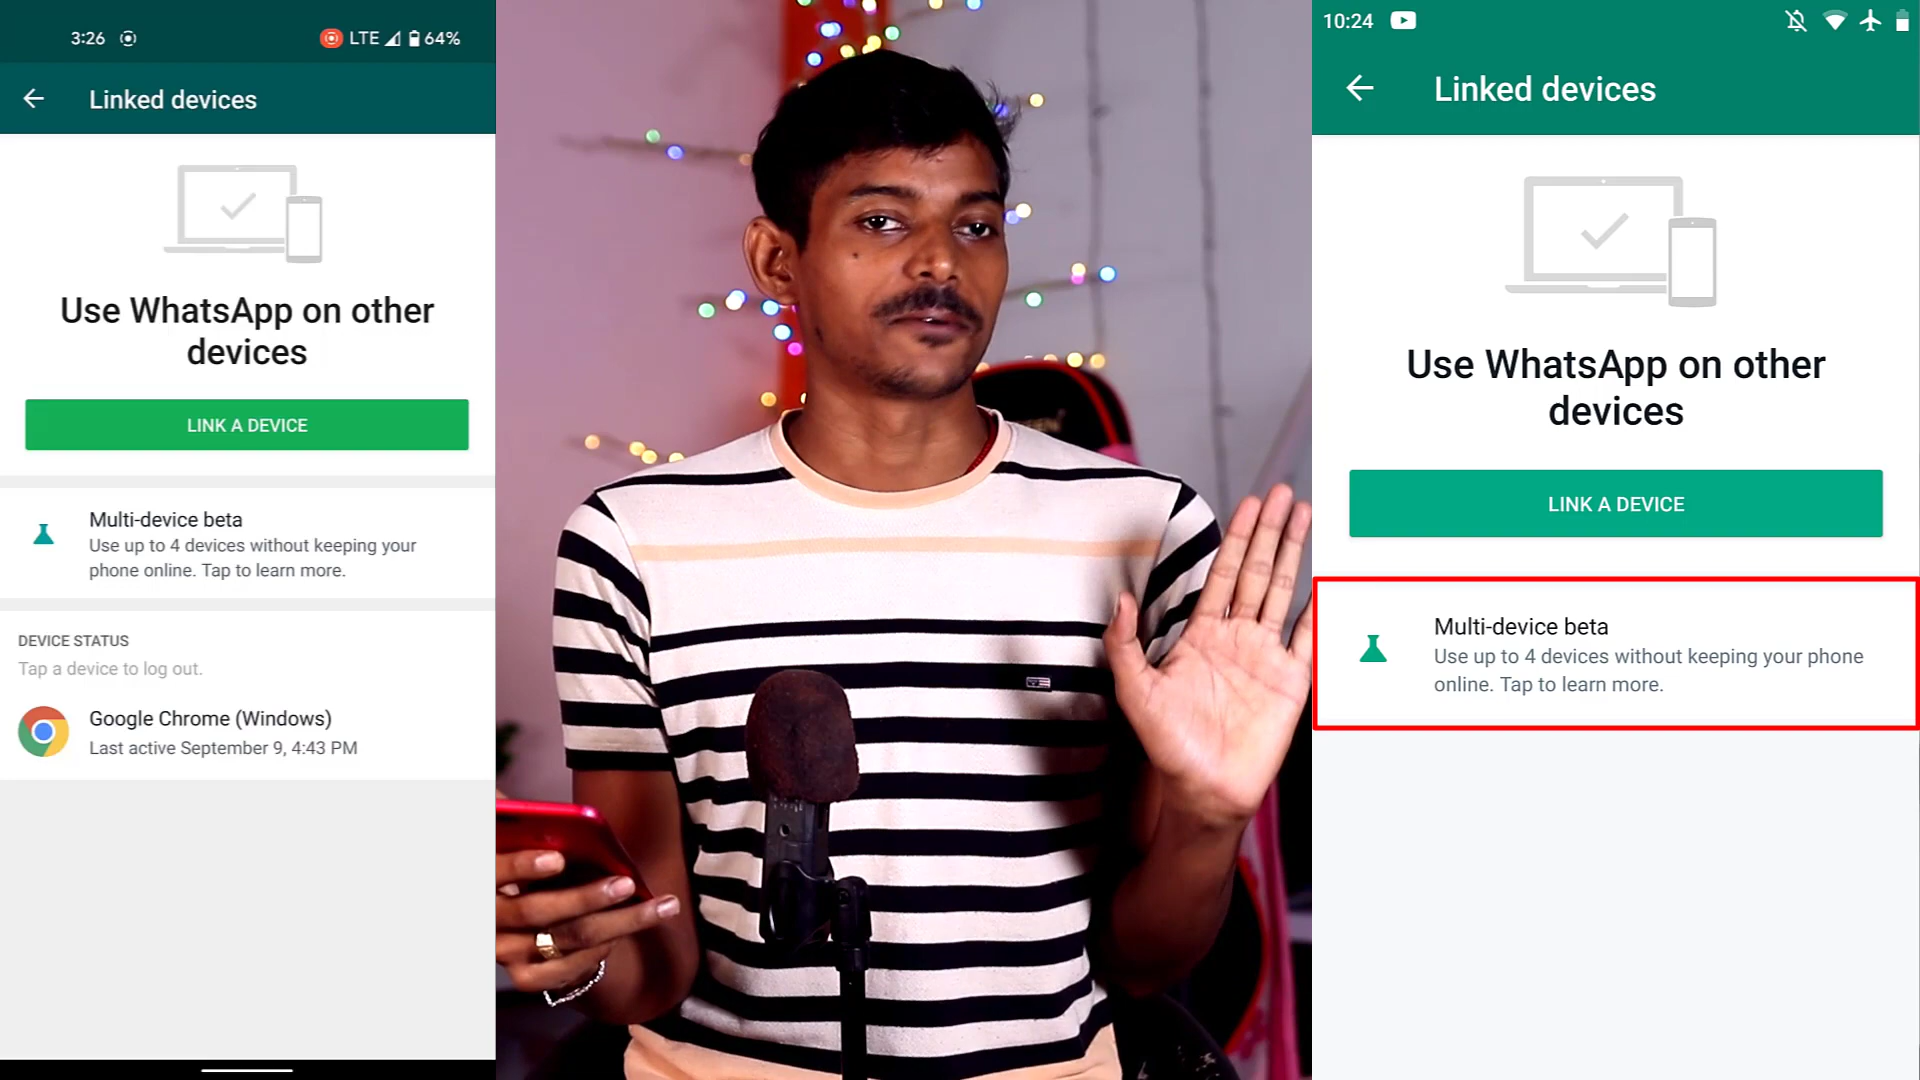 3:26
LTE
64%
Linked devices
Use WhatsApp on other
devices
LINK A DEVICE
Multi-device beta
Use up to 4 devices without keeping your
phone online. Tap to learn more.
DEVICE STATUS
Tap a device to log out.
Google Chrome (Windows)
Last active September 9, 4:43 PM
10:24
Linked devices
Use WhatsApp on other
devices
LINK A DEVICE
Multi-device beta
Use up to 4 devices without keeping your phone
online. Tap to learn more.